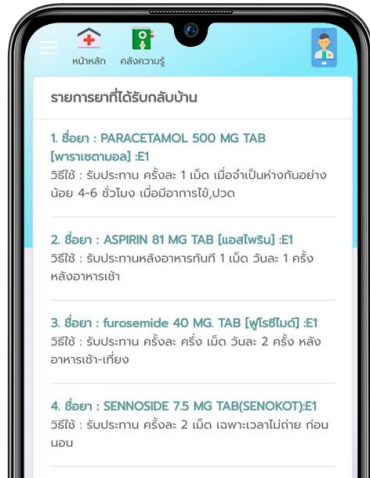 หน้าหลัก คลังความรู้
รายการยาที่ได้รับกลับบ้าน
1. ชื่อยา : PARACETAMOL 500 MG TAB
[พาราเซตามอล] :E1
วิธีใช้ : รับประทาน ครั้งละ 1 เม็ด เมื่อจำเป็นห่างกันอย่าง
น้อย 4-6 ชั่วโมง เมื่อมีอาการไข้,ปวด
2. ชื่อยา : ASPIRIN 81 MG TAB [แอสไพริน] :E1
วิธีใช้ : รับประทานหลังอาหารทันที 1 เม็ด วันละ 1 ครั้ง
หลังอาหารเช้า
3. ชื่อยา : furosemide 40 MG. TAB [ฟูโรซีไมด์] :E1
วิธีใช้ : รับประทาน ครั้งละ ครึ่ง เม็ด วันละ 2 ครั้ง หลัง
อาหารเช้า-เที่ยง
4. ชื่อยา : SENNOSIDE 7.5 MG TAB(SENOKOT):E1
วิธีใช้ : รับประทาน ครั้งละ 2 เม็ด เฉพาะเวลาไม่ถ่าย ก่อน
นอน